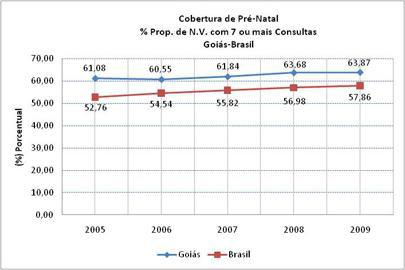 Cobertura de Pré-Natal
% Prop. de N.V. com 7 ou mais Consultas
Goiás-Brasil
(%) Porcentual
70,00
60,00
50,00
40,00
30,00
20,00
10,00
0,00
61,08 60,55 61,84 63,68 63,87
52,76 54,54 55,82 56,98 57,86
2005 2006 2007 2008 2009
Goiás Brasil